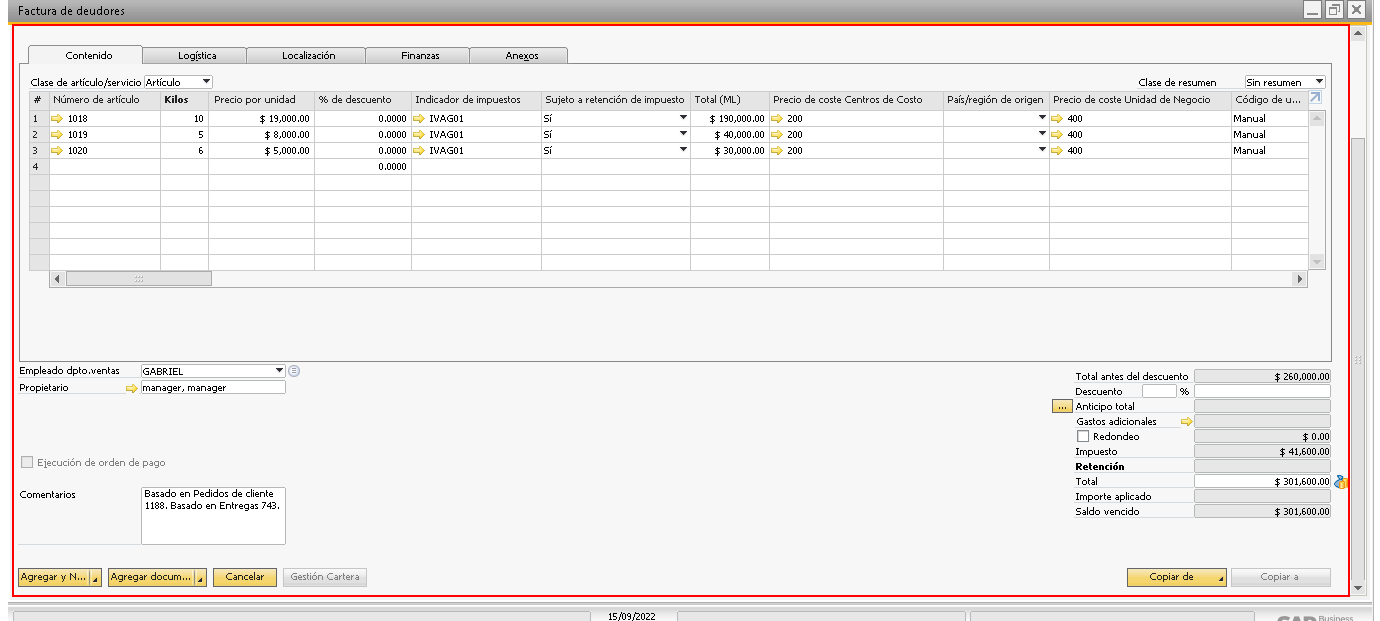 Factura de deudores
Contenido Logística Localización Finanzas Anexos
Clase de artículo/servicio Artículo Clase de resumen Sin resumen
# Número de artículo Kilos Precio por unidad % de descuento Indicador de impuestos Sujeto a retención de impuesto Total (ML) Precio de coste Centros de Costo País/región de origen Precio de coste Unidad de Negocio Código de u...
1 1018 10 $ 19,000.00 0.0000 IVAG01 Sí $ 190,000.00 200 400 Manual
2 1019 5 $ 8,000.00 0.0000 IVAG01 Sí $ 40,000.00 200 400 Manual
3 1020 6 $ 5,000.00 0.0000 IVAG01 Sí $ 30,000.00 200 400 Manual
4 0.0000
Empleado dpto.ventas GABRIEL
Propietario manager, manager
Total antes del descuento $ 260,000.00
Descuento %
... Anticipo total
Gastos adicionales
Redondeo $ 0.00
Impuesto $ 41,600.00
Retención
Total $ 301,600.00
Importe aplicado
Saldo vencido $ 301,600.00
Ejecución de orden de pago
Comentarios Basado en Pedidos de cliente
1188. Basado en Entregas 743.
Agregar y N... Agregar docum... Cancelar Gestión Cartera Copiar de Copiar a
15/09/2022
SAP Business